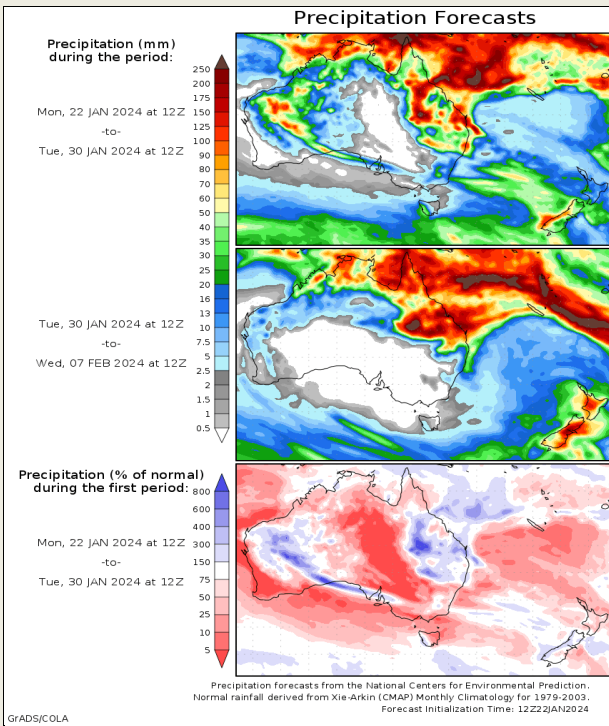 Precipitation Forecasts
Precipitation (mm)
during the period:
250
200
175
150
125
100
90
80
70
60
50
40
35
30
25
20
16
13
10
7.5
5
2.5
2
1.5
1
0.5
Mon, 22 JAN 2024 at 12Z
-to-
Tue, 30 JAN 2024 at 12Z
Tue, 30 JAN 2024 at 12Z
-to-
Wed, 07 FEB 2024 at 12Z
Precipitation (% of normal)
during the first period:
800
600
400
300
150
75
50
25
10
5
Mon, 22 JAN 2024 at 12Z
-to-
Tue, 30 JAN 2024 at 12Z
Precipitation forecasts from the National Centers for Environmental Prediction.
Normal rainfall derived from Xie-Arkin (CMAP) Monthly Climatology for 1979-2003.
Forecast Initialization Time: 12Z22JAN2024
GrADS/COLA